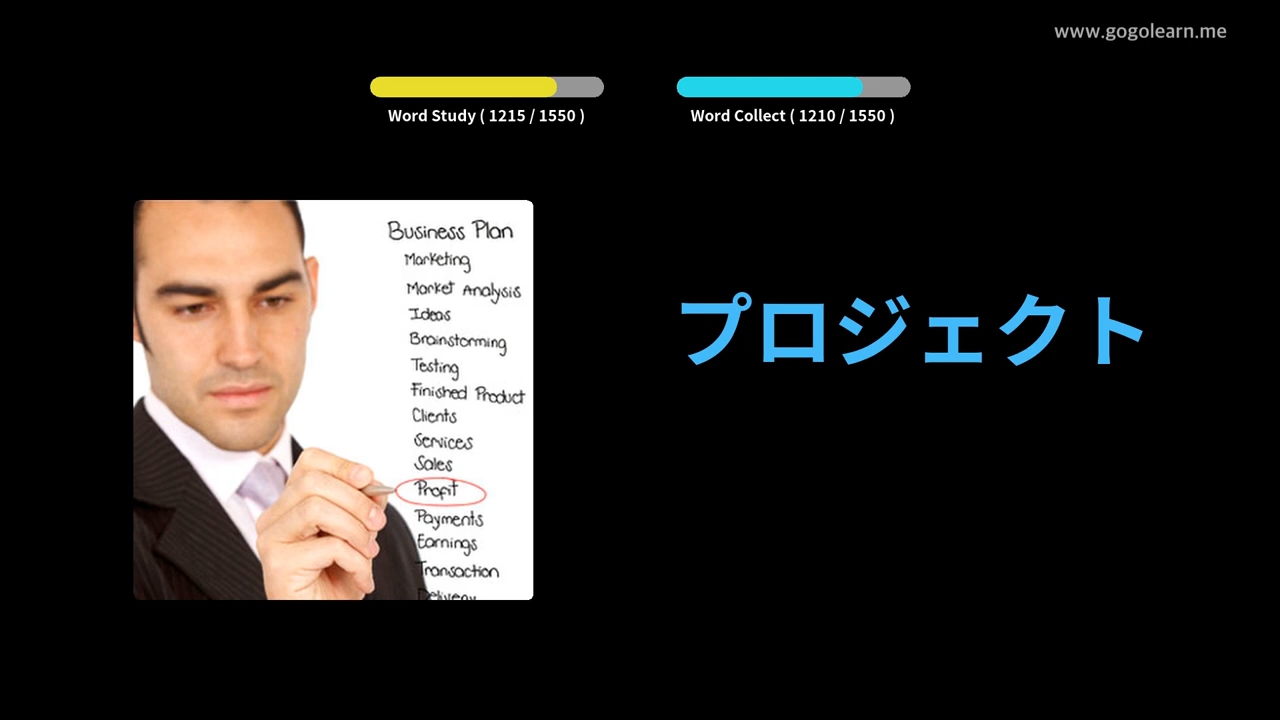 www.gogolearn.me
Word Study ( 1215 / 1550 )
Word Collect ( 1210 / 1550 )
Business Plan
Marketing
Market Analysis
Ideas
Brainstorming
Testing
Finished Product
Clients
Services
Sales
Profit
Payments
Earnings
Transaction
Delivery
プロジェクト